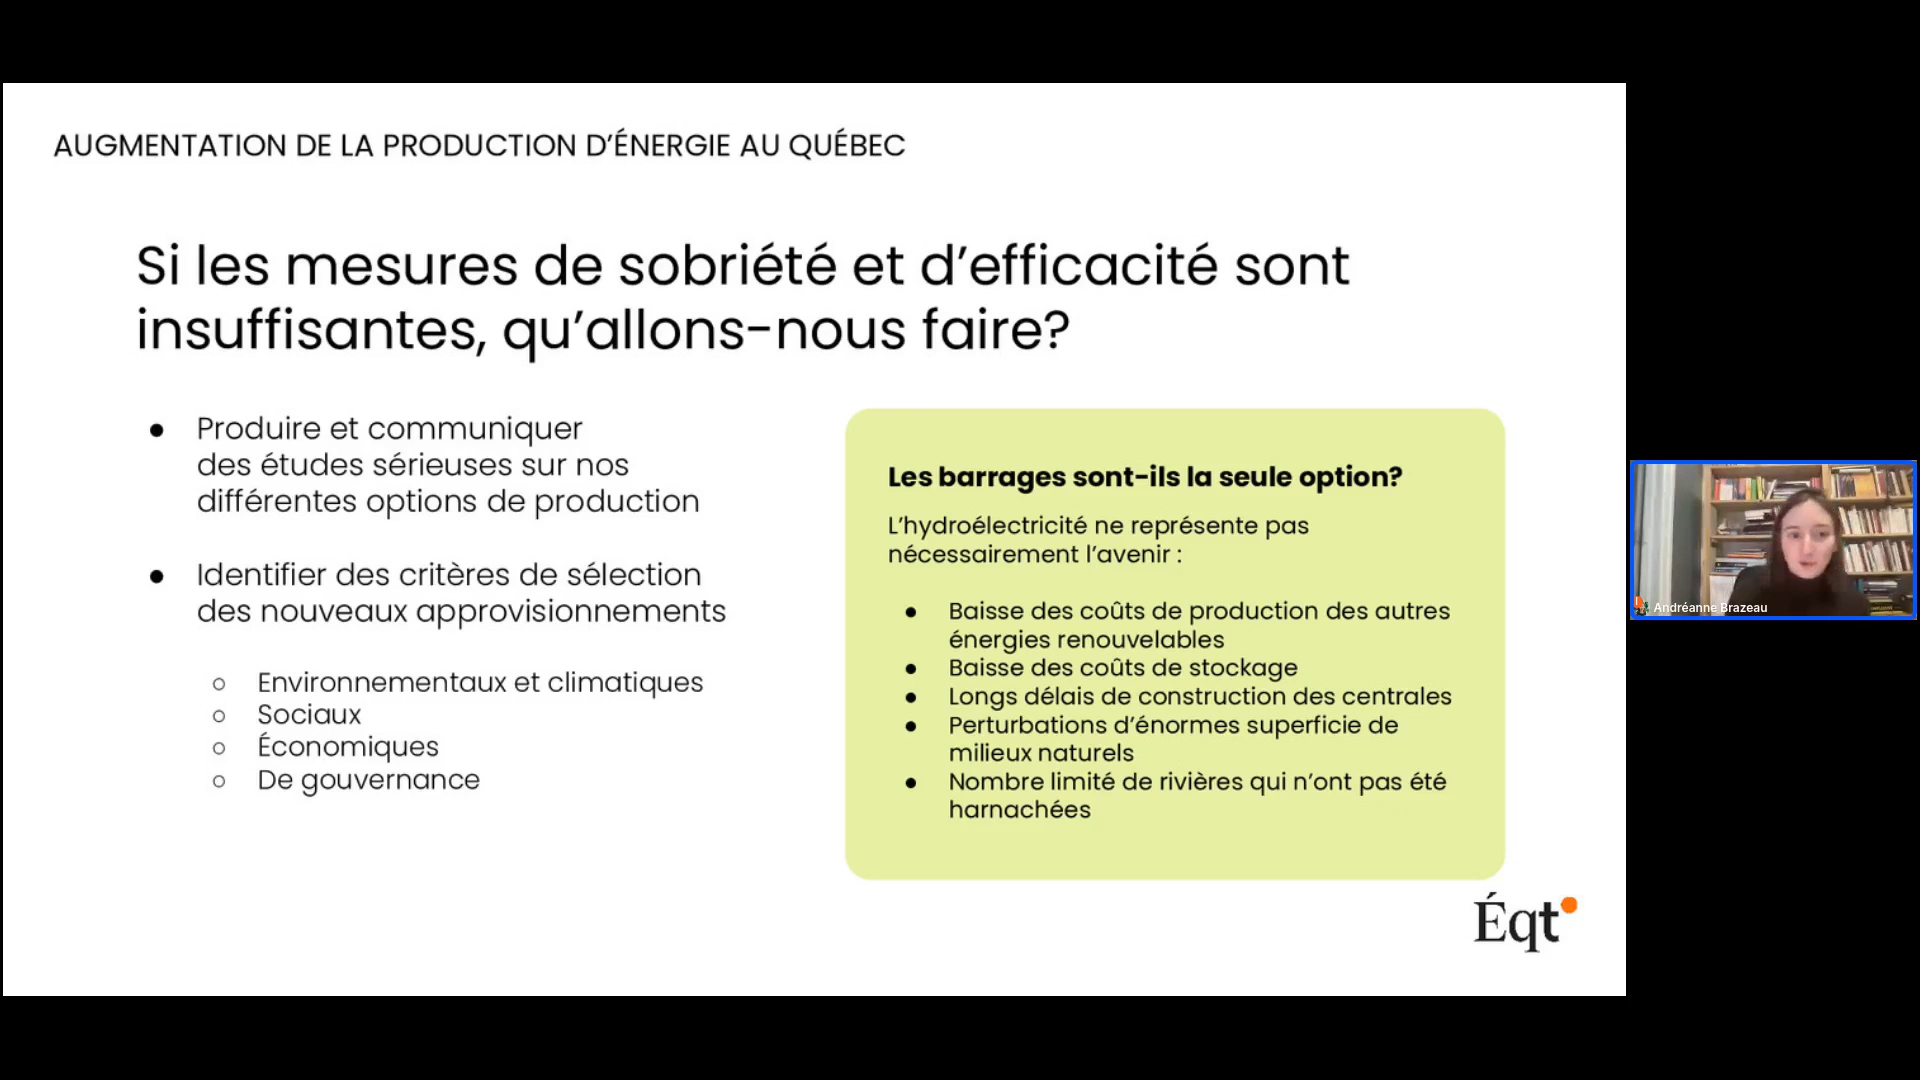 AUGMENTATION DE LA PRODUCTION D’ÉNERGIE AU QUÉBEC
Si les mesures de sobriété et d’efficacité sont
insuffisantes, qu’allons-nous faire?
● Produire et communiquer
des études sérieuses sur nos
différentes options de production
● Identifier des critères de sélection
des nouveaux approvisionnements
○ Environnementaux et climatiques
○ Sociaux
○ Économiques
○ De gouvernance
Les barrages sont-ils la seule option?
L’hydroélectricité ne représente pas
nécessairement l’avenir :
● Baisse des coûts de production des autres
énergies renouvelables
● Baisse des coûts de stockage
● Longs délais de construction des centrales
● Perturbations d’énormes superficie de
milieux naturels
● Nombre limité de rivières qui n’ont pas été
harnachées
Éqt
Andréanne Brazeau